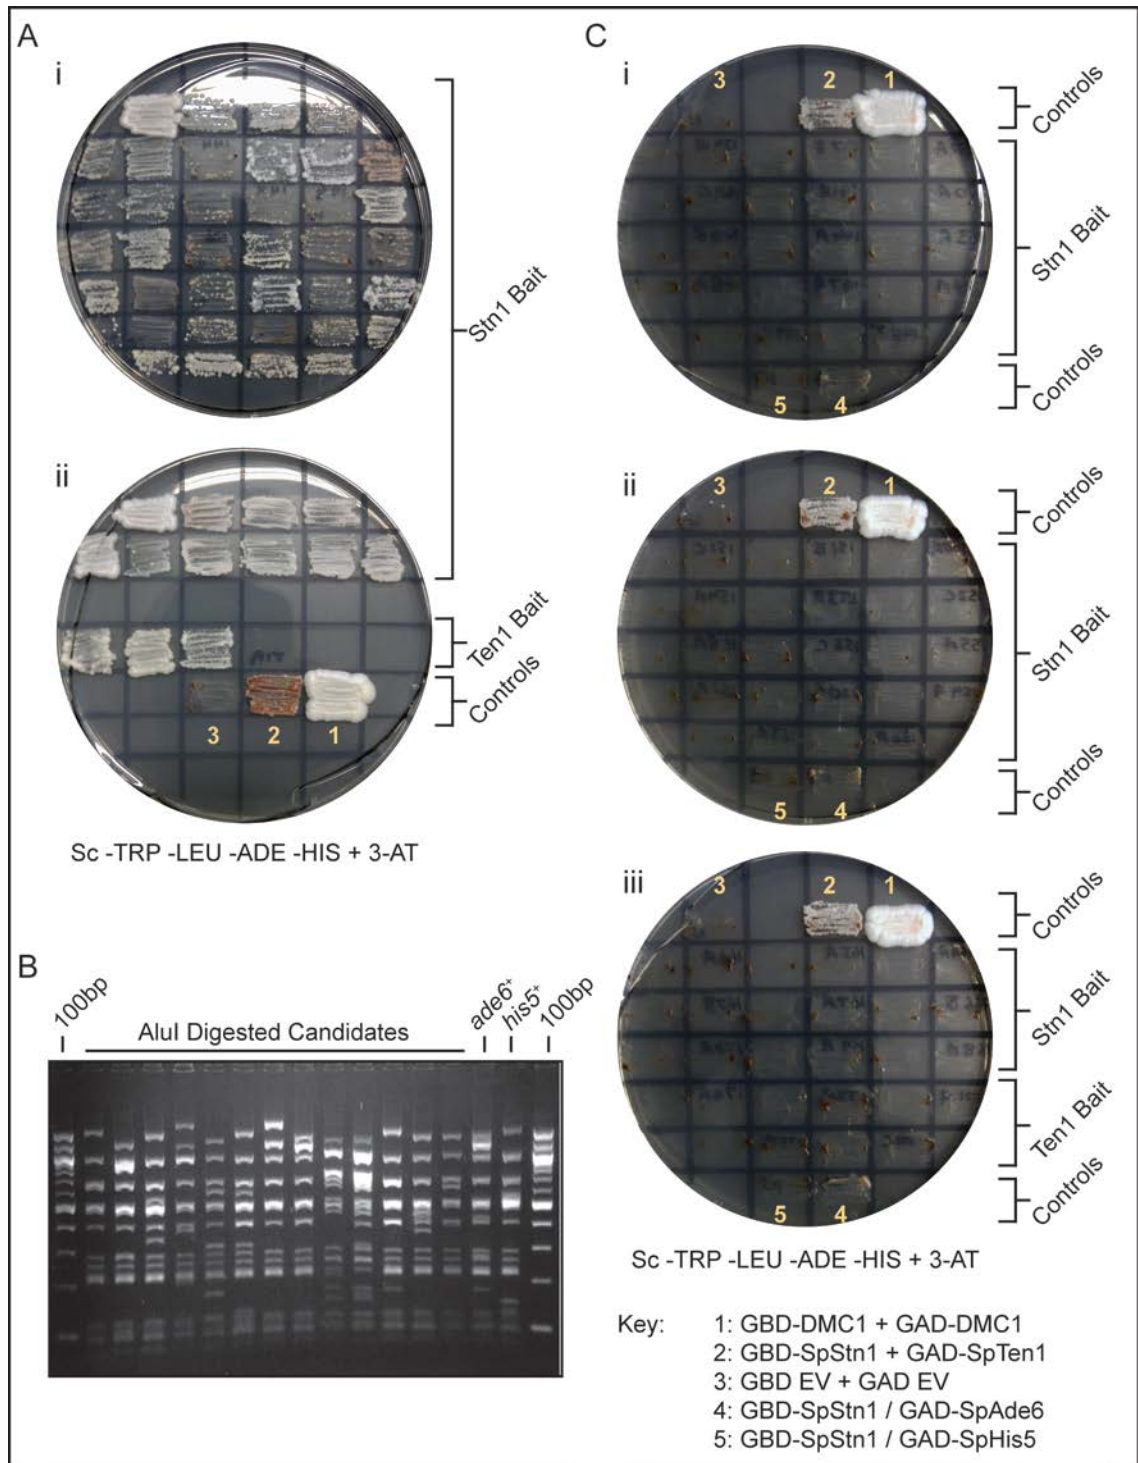 A
i
Stn1 Bait
ii
Ten1 Bait
Controls
3 2 1
Sc -TRP -LEU -ADE -HIS + 3-AT
B
100bp
AluI Digested Candidates
ade6+
his5+
100bp
C
i
3 2 1
Controls
Stn1 Bait
Controls
5 4
ii
3 2 1
Controls
Stn1 Bait
Controls
5 4
iii
3 2 1
Controls
Stn1 Bait
Ten1 Bait
Controls
5 4
Sc -TRP -LEU -ADE -HIS + 3-AT
Key: 1: GBD-DMC1 + GAD-DMC1
2: GBD-SpStn1 + GAD-SpTen1
3: GBD EV + GAD EV
4: GBD-SpStn1 / GAD-SpAde6
5: GBD-SpStn1 / GAD-SpHis5